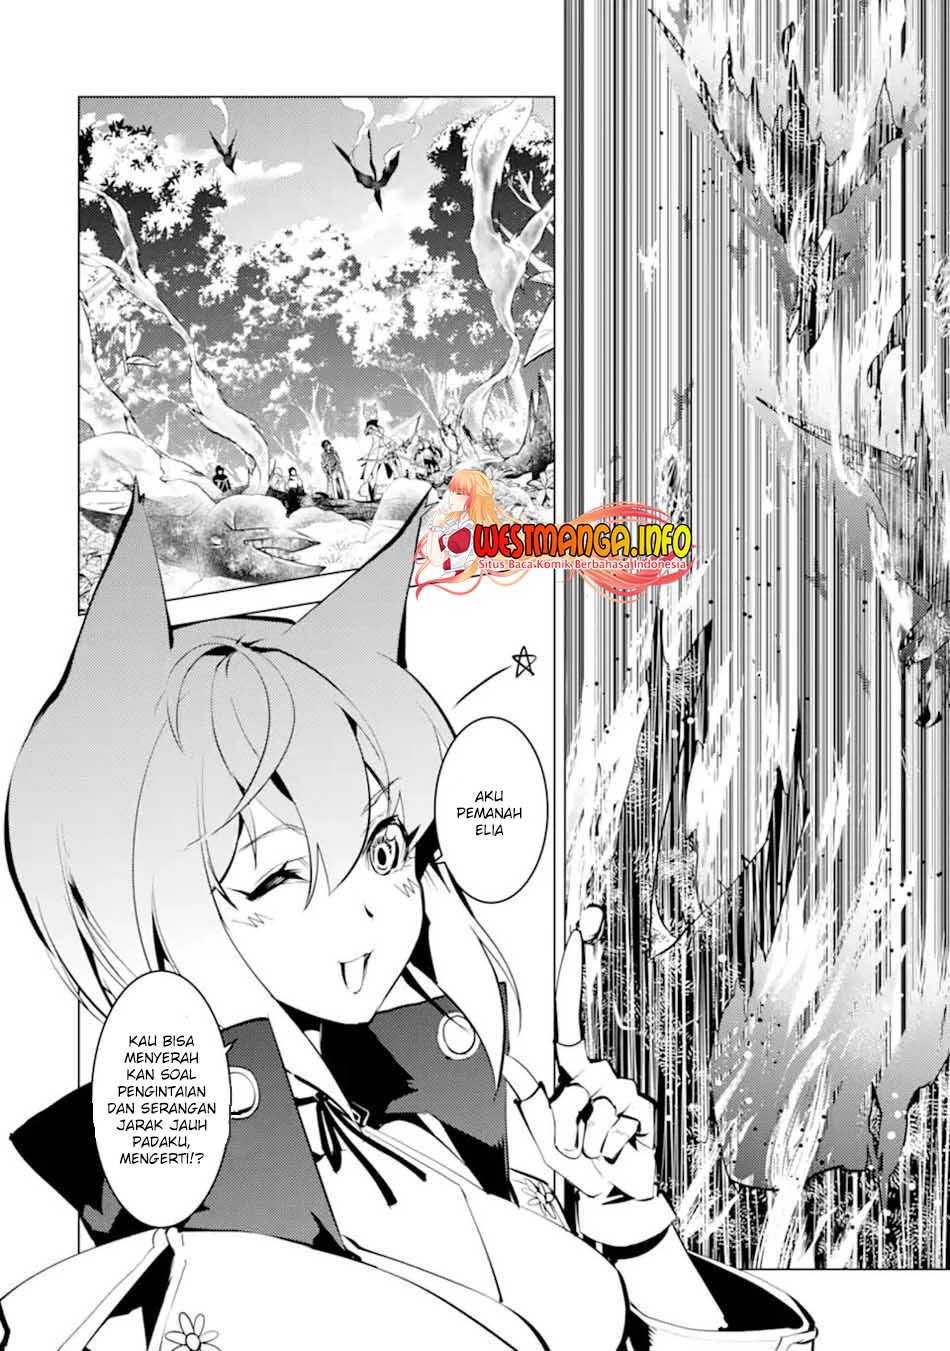 WESTMANGA.INFO
Situs Baca Komik Berbahasa Indonesia
AKU
PEMANAH
ELIA
KAU BISA
MENYERAH
KAN SOAL
PENGINTAIAN
DAN SERANGAN
JARAK JAUH
PADAKU,
MENGERTI!?